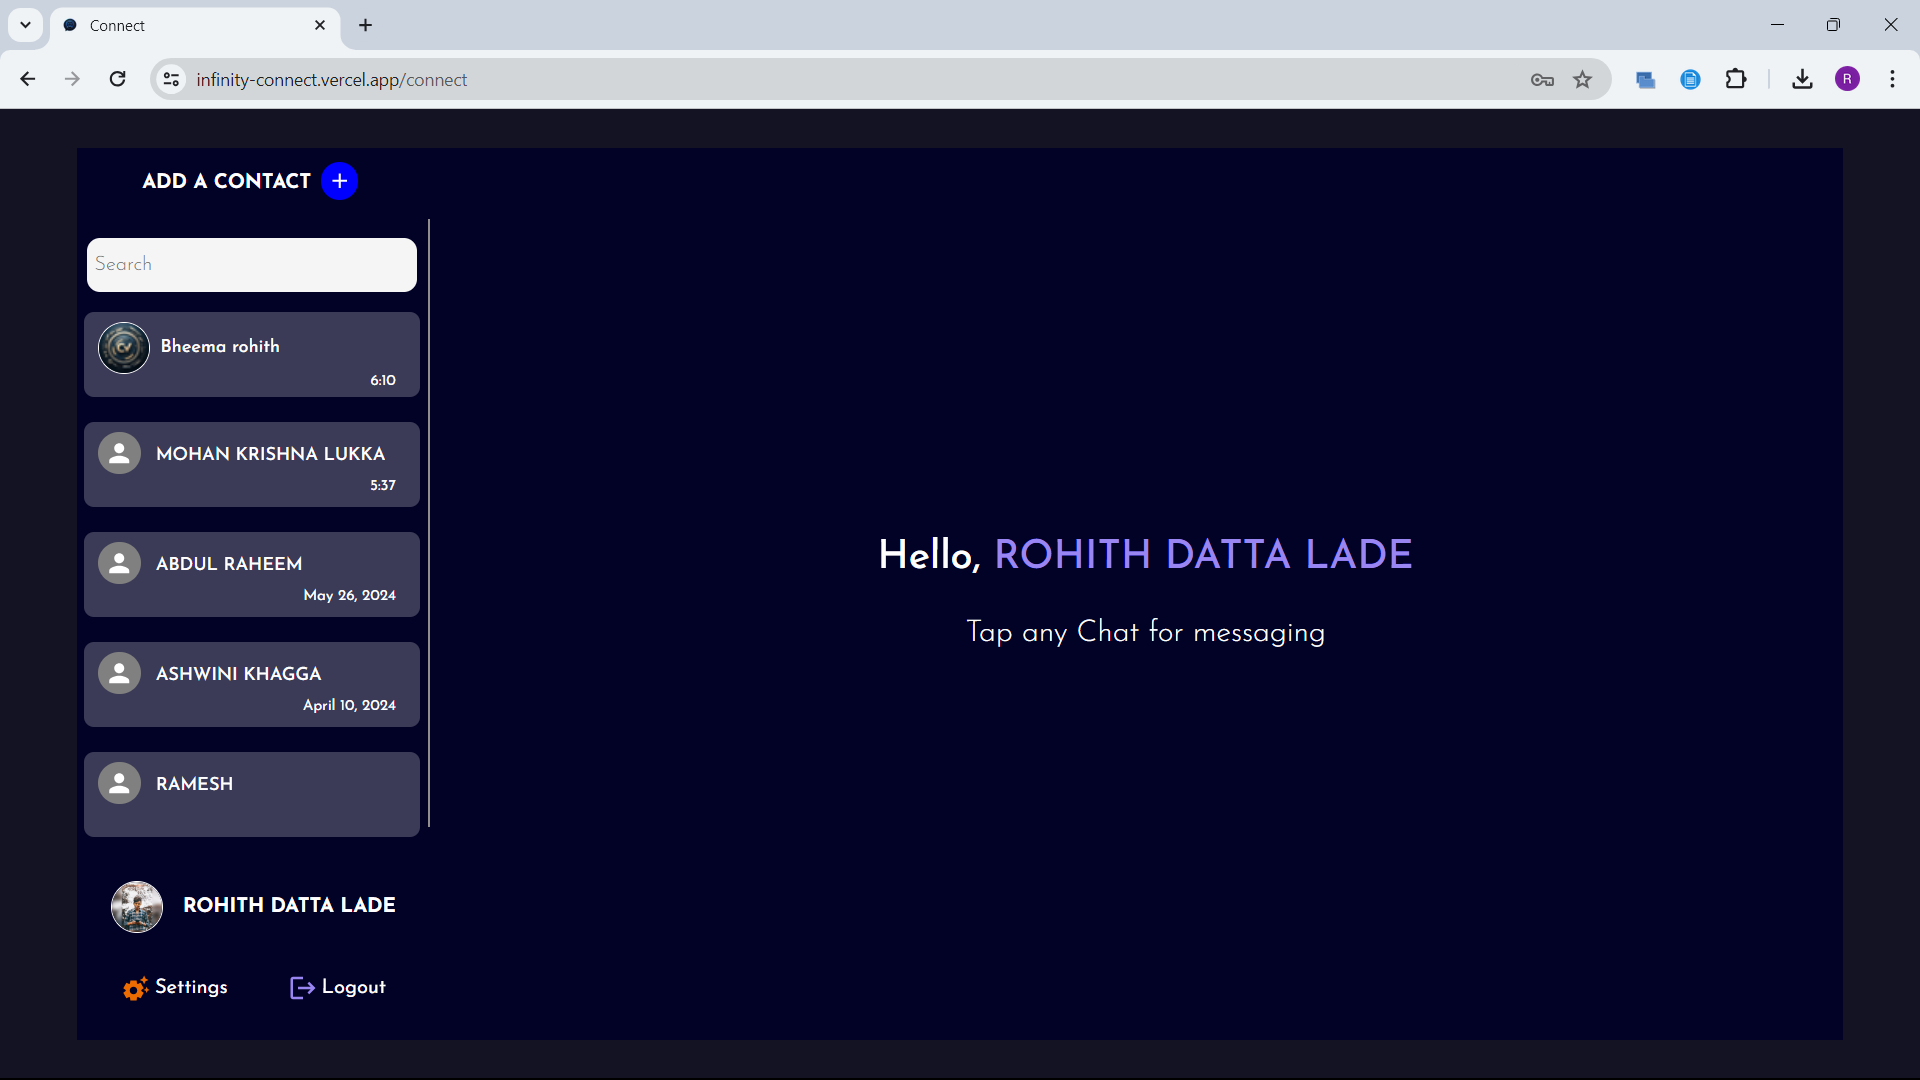 Connect
infinity-connect.vercel.app/connect
R
ADD A CONTACT
Search
Bheema rohith
6:10
MOHAN KRISHNA LUKKA
5:37
ABDUL RAHEEM
May 26, 2024
ASHWINI KHAGGA
April 10, 2024
RAMESH
ROHITH DATTA LADE
Settings
Logout
Hello, ROHITH DATTA LADE
Tap any Chat for messaging